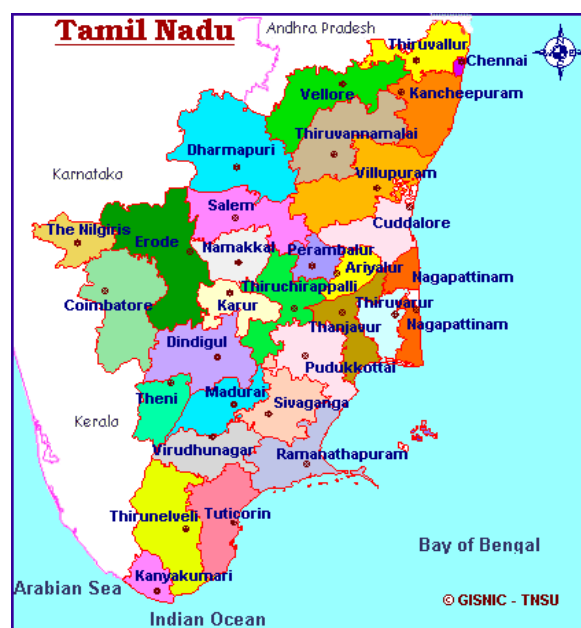 Tamil Nadu
Andhra Pradesh
Thiruvallur
Chennai
Vellore
Kancheepuram
Thiruvannamalai
Dharmapuri
Villupuram
Karnataka
Salem
Cuddalore
The Nilgiris
Erode
Namakkal
Perambalur
Ariyalur
Nagapattinam
Thiruchirappalli
Coimbatore
Karur
Thiruvarur
Thanjavur
Nagapattinam
Dindigul
Pudukkottai
Theni
Madurai
Sivaganga
Kerala
Virudhunagar
Ramanathapuram
Thirunelveli
Tuticorin
Bay of Bengal
Kanyakumari
Arabian Sea
© GISNIC - TNSU
Indian Ocean